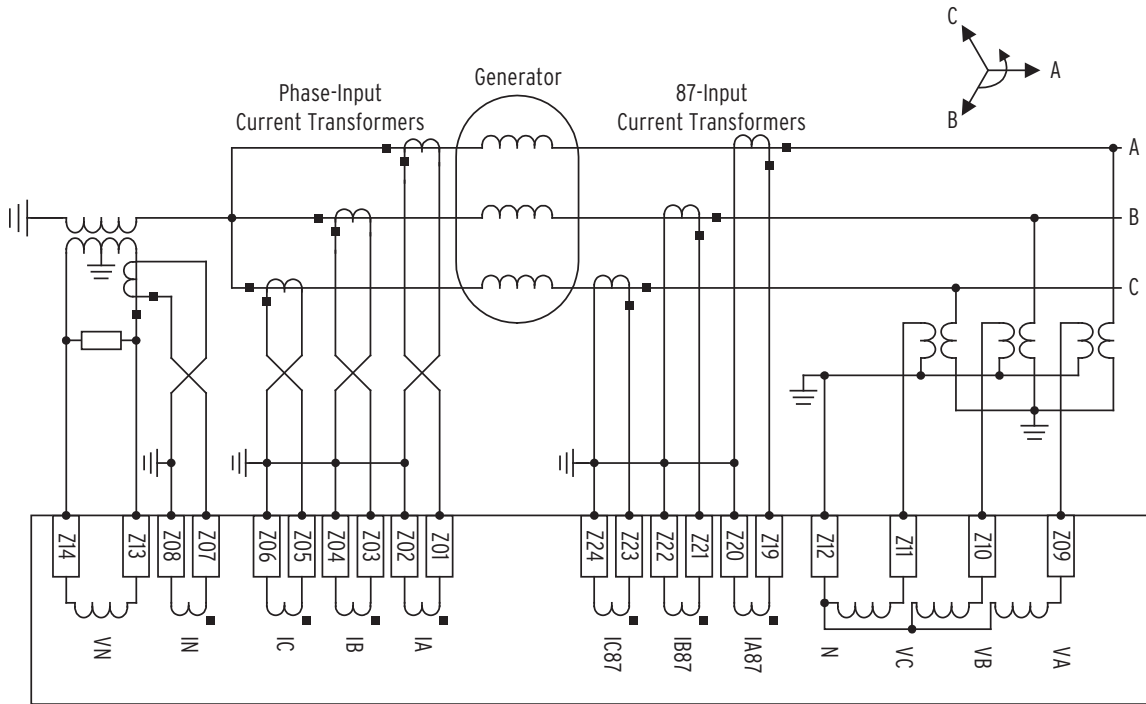 C
A
B
Generator
Phase-Input
Current Transformers
87-Input
Current Transformers
A
B
C
Z14
Z13
Z08
Z07
Z06
Z05
Z04
Z03
Z02
Z01
Z24
Z23
Z22
Z21
Z20
Z19
Z12
Z11
Z10
Z09
VN
IN
IC
IB
IA
IC87
IB87
IA87
N
VC
VB
VA